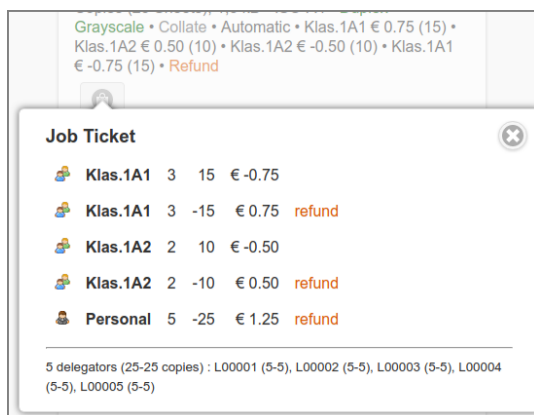 Grayscale • Collate • Automatic • Klas.1A1 € 0.75 (15) •
Klas.1A2 € 0.50 (10) • Klas.1A2 € -0.50 (10) • Klas.1A1
€ -0.75 (15) • Refund
Job Ticket
Klas.1A1 3 15 € -0.75
Klas.1A1 3 -15 € 0.75 refund
Klas.1A2 2 10 € -0.50
Klas.1A2 2 -10 € 0.50 refund
Personal 5 -25 € 1.25 refund
5 delegators (25-25 copies) : L00001 (5-5), L00002 (5-5), L00003 (5-5), L00004
(5-5), L00005 (5-5)